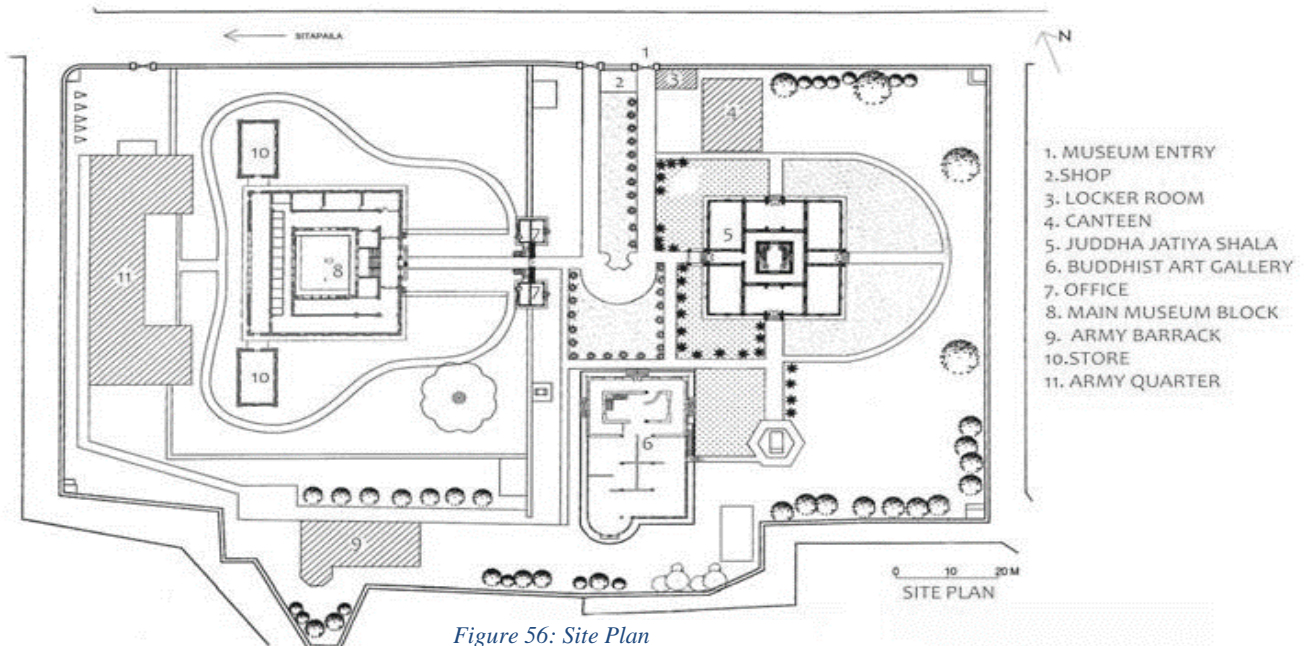 SITAPAILA
N
1
2
3
4
10
5
7
8
11
7
10
6
9
1. MUSEUM ENTRY
2.SHOP
3. LOCKER ROOM
4. CANTEEN
5. JUDDHA JATIYA SHALA
6. BUDDHIST ART GALLERY
7. OFFICE
8. MAIN MUSEUM BLOCK
9. ARMY BARRACK
10.STORE
11. ARMY QUARTER
0 10 20 M
SITE PLAN
Figure 56: Site Plan